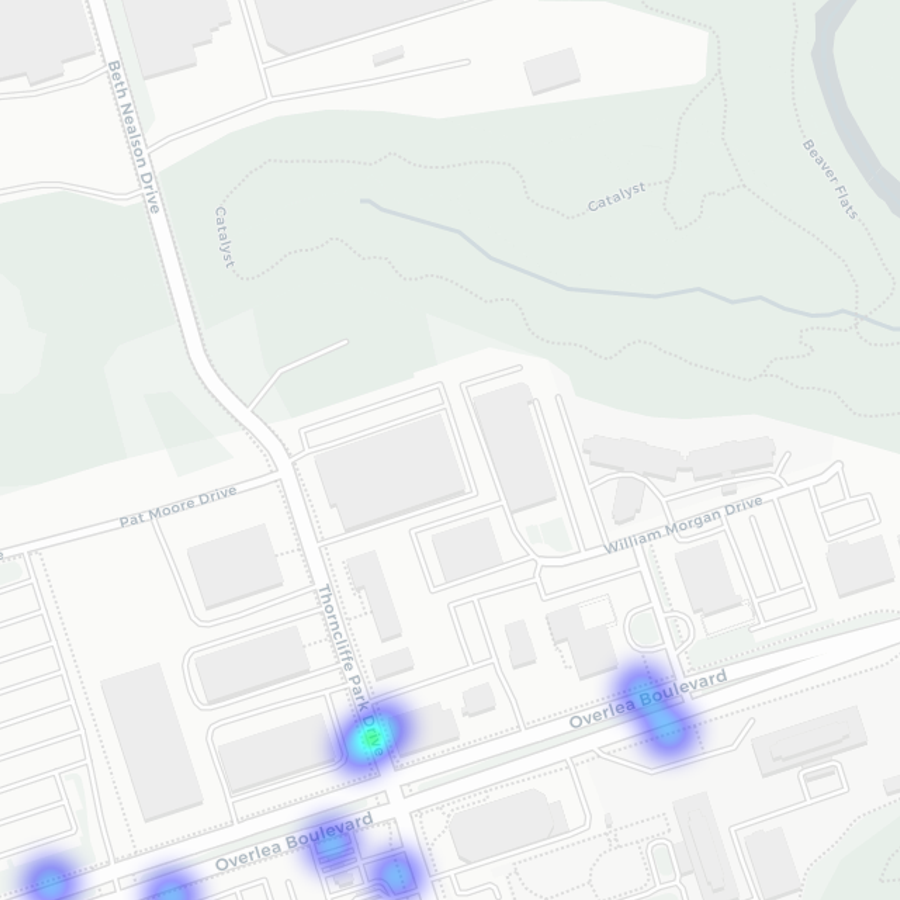 Beth Nealson Drive
Beaver Flats
Catalyst
Catalyst
Pat Moore Drive
William Morgan Drive
Thorncliffe Park Drive
Overlea Boulevard
Overlea Boulevard